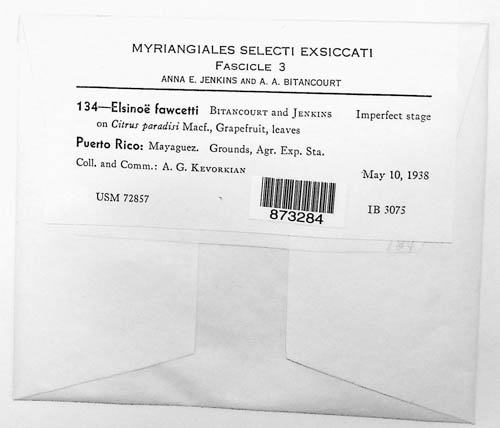 MYRIANGIALES SELECTI EXSICCATI
FASCICLE 3
ANNA E. JENKINS AND A. A. BITANCOURT
134—Elsinoë fawcetti BITANCOURT and JENKINS Imperfect stage
on Citrus paradisi Macf., Grapefruit, leaves
Puerto Rico: Mayaguez. Grounds, Agr. Exp. Sta.
Coll. and Comm.: A. G. KEVORKIAN May 10, 1938
USM 72857 IB 3075
873284